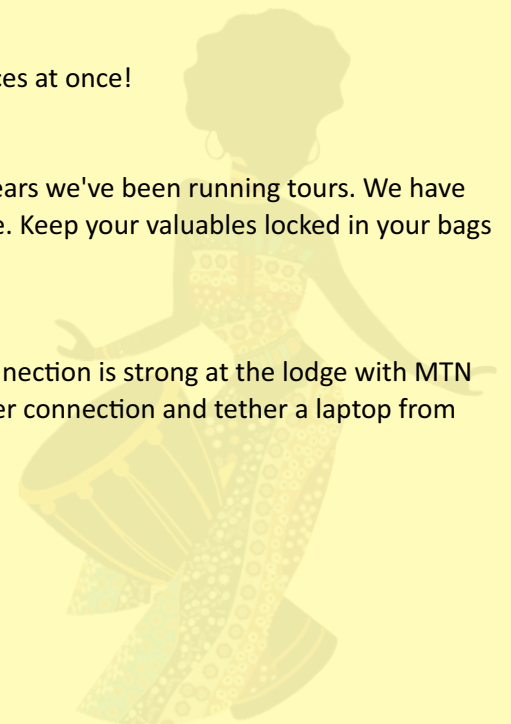 ces at once!
ears we've been running tours. We have
e. Keep your valuables locked in your bags
nnection is strong at the lodge with MTN
er connection and tether a laptop from